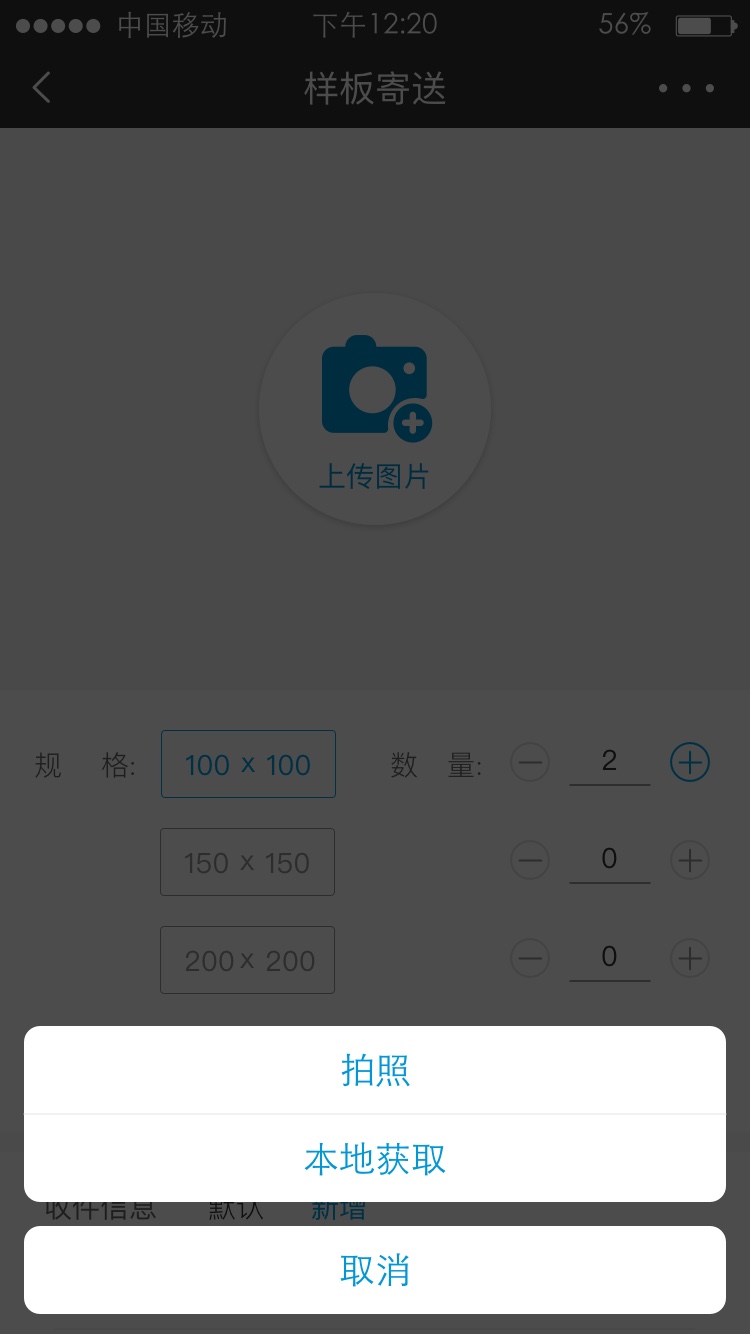 中国移动 下午12:20 56%
样板寄送
上传图片
规 格: 100 x 100 数 量: 2
150 x 150 0
200 x 200 0
拍照
本地获取
收件信息 默认 新增
取消